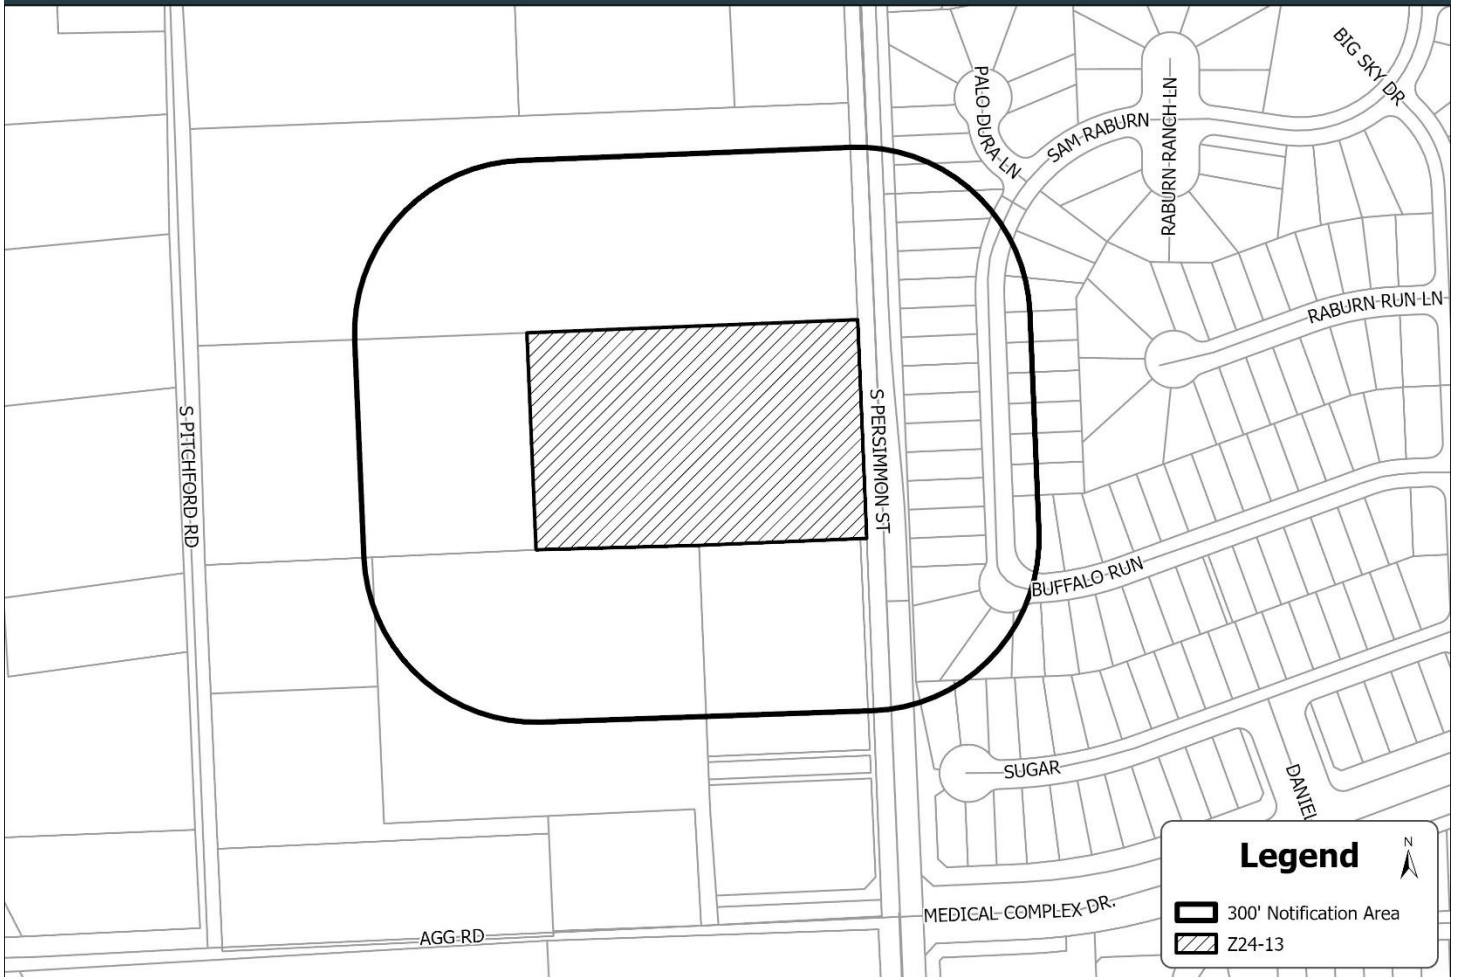 BIG SKY DR
PALO DURA LN
SAM RABURN
RABURN RANCH LN
RABURN RUN LN
S PITCHFORD RD
S PERSIMMON ST
BUFFALO RUN
SUGAR
DANIEL
MEDICAL COMPLEX DR.
AGG RD
Legend
N
300' Notification Area
Z24-13